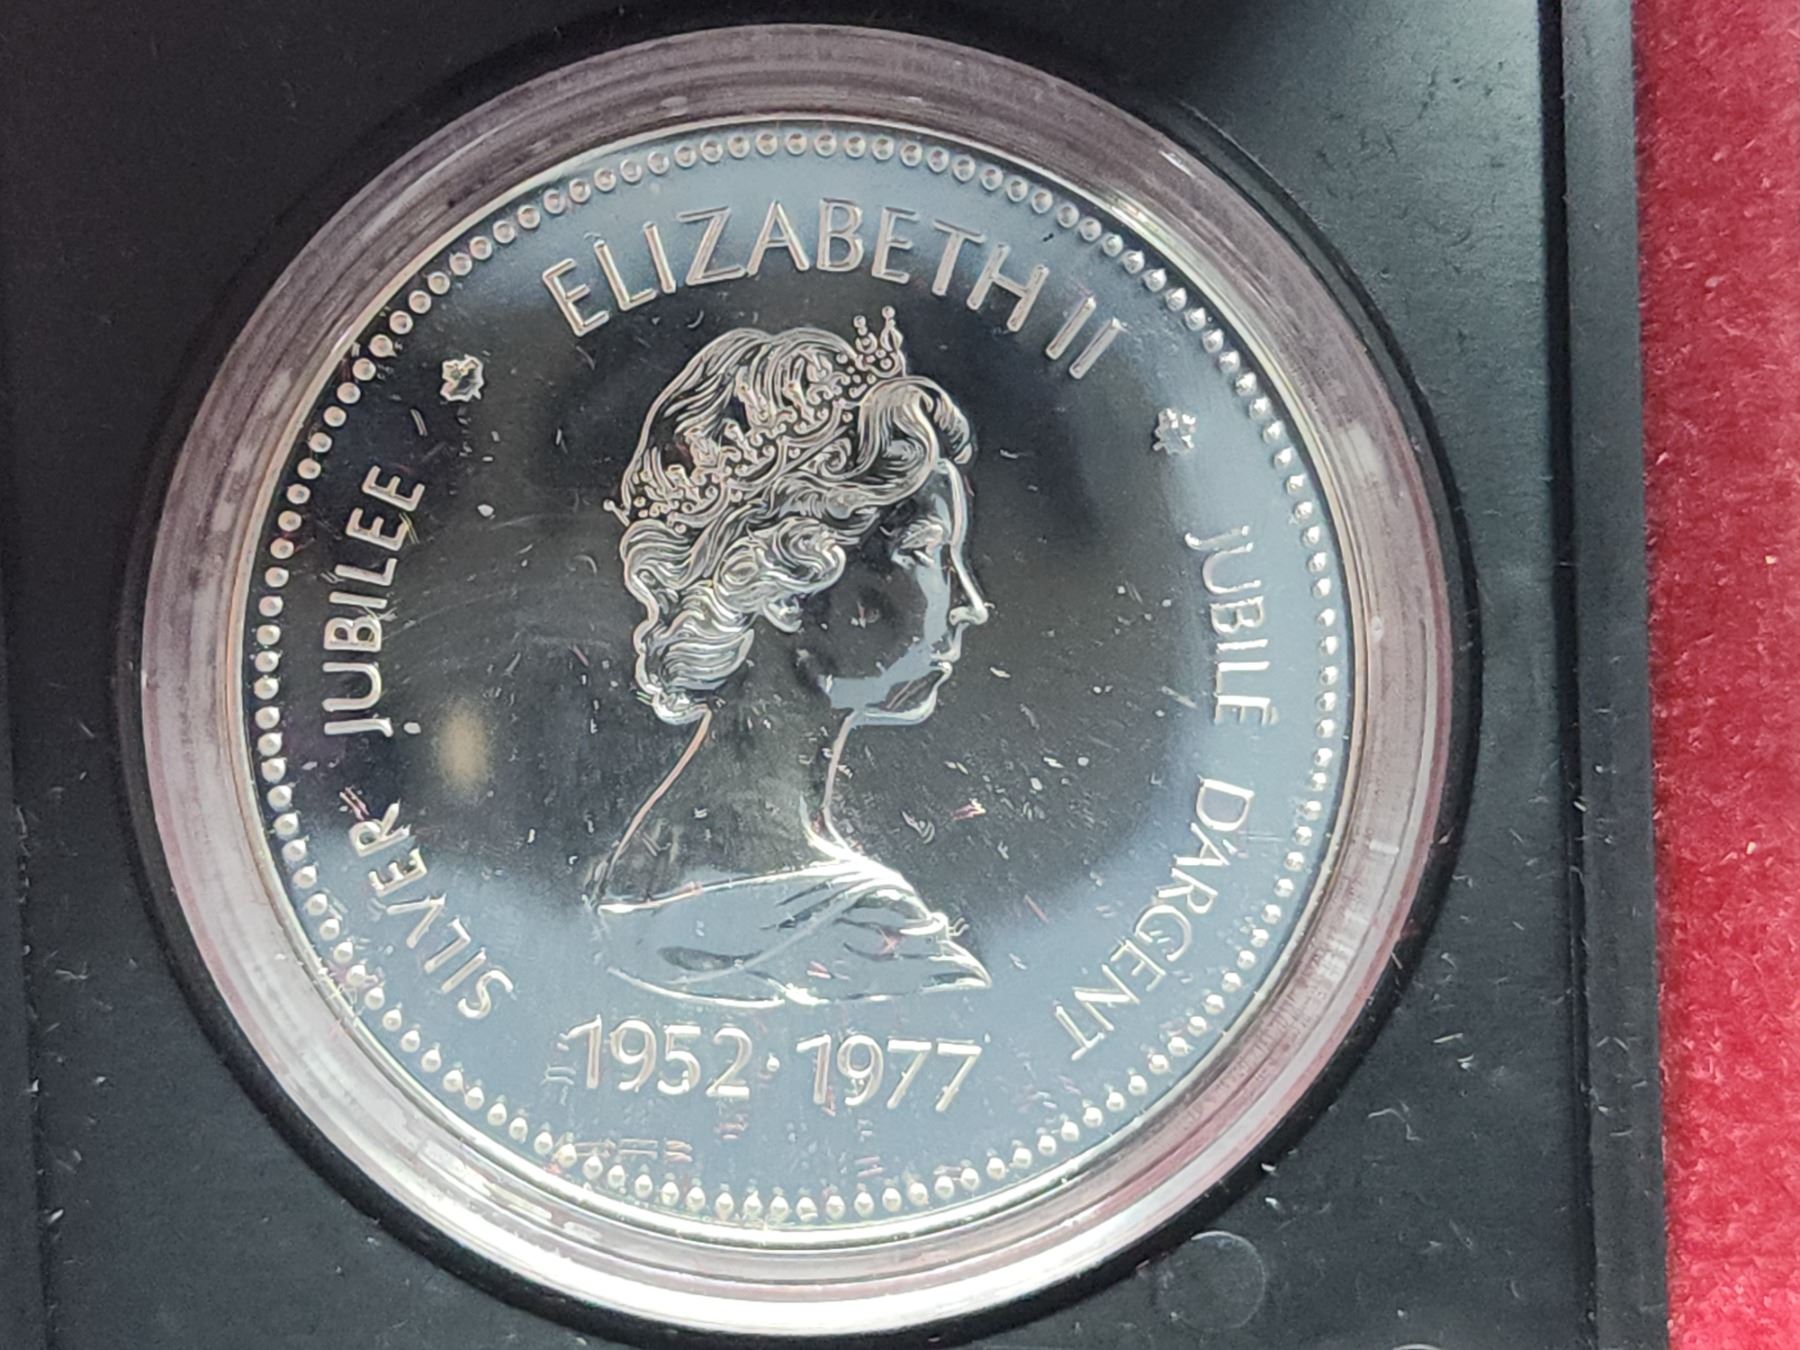 ELIZABETH II
SILVER JUBILEE
JUBILÉ D'ARGENT
1952·1977